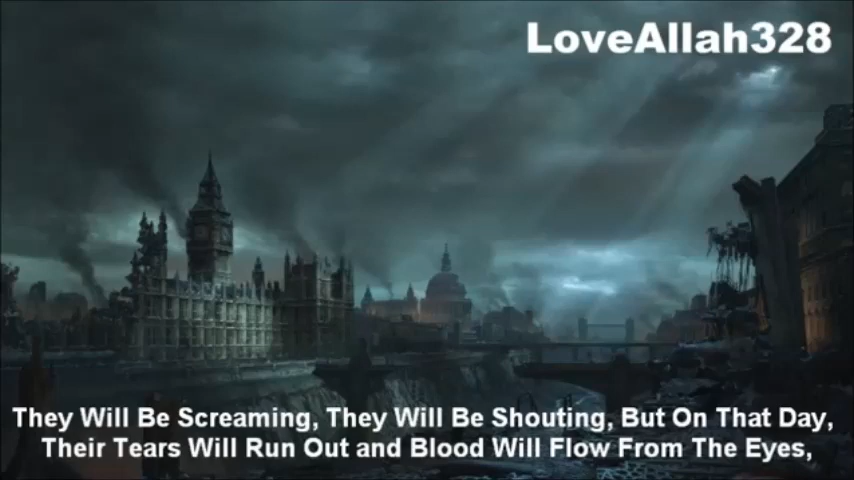 LoveAllah328
They Will Be Screaming, They Will Be Shouting, But On That Day,
Their Tears Will Run Out and Blood Will Flow From The Eyes,